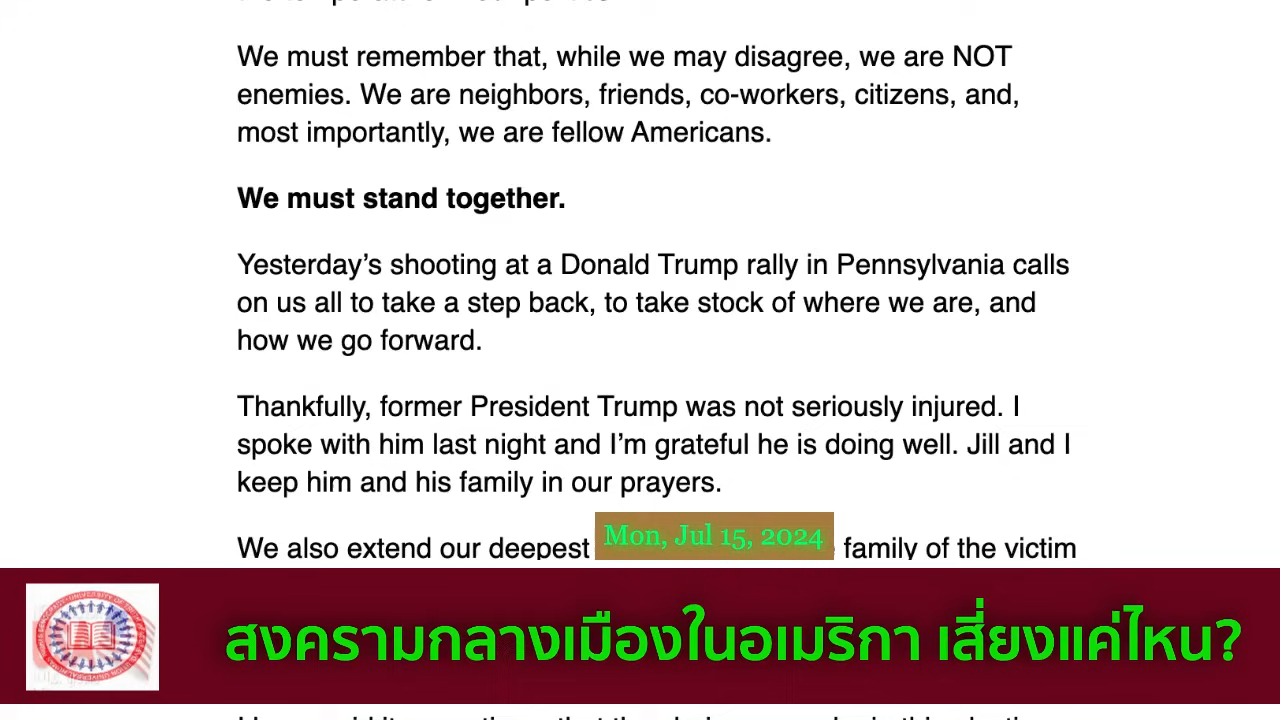 We must remember that, while we may disagree, we are NOT
enemies. We are neighbors, friends, co-workers, citizens, and,
most importantly, we are fellow Americans.
We must stand together.
Yesterday’s shooting at a Donald Trump rally in Pennsylvania calls
on us all to take a step back, to take stock of where we are, and
how we go forward.
Thankfully, former President Trump was not seriously injured. I
spoke with him last night and I’m grateful he is doing well. Jill and I
keep him and his family in our prayers.
We also extend our deepest family of the victim
Mon, Jul 15, 2024
สงครามกลางเมืองในอเมริกา เสี่ยงแค่ไหน?